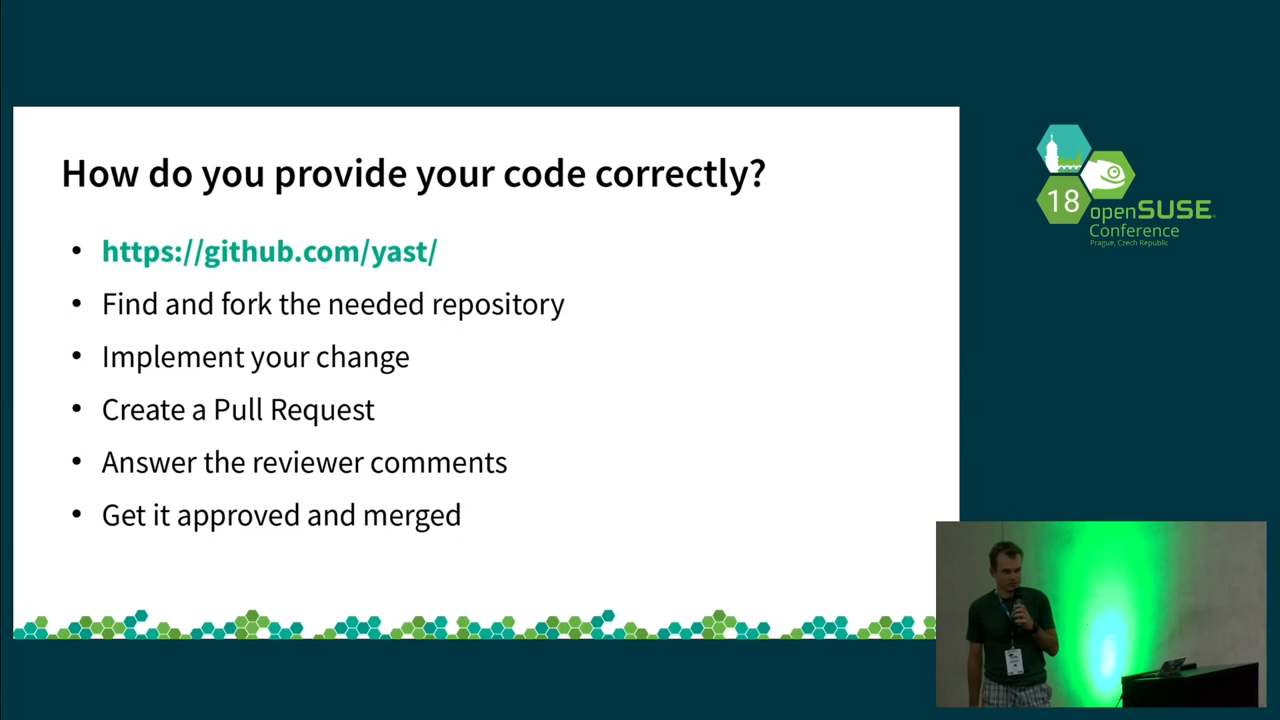 How do you provide your code correctly?
• https://github.com/yast/
• Find and fork the needed repository
• Implement your change
• Create a Pull Request
• Answer the reviewer comments
• Get it approved and merged
18
openSUSE
Conference
Prague, Czech Republic